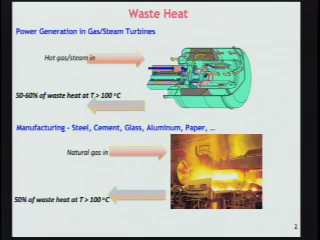 Waste Heat
Power Generation in Gas/Steam Turbines
Hot gas/steam in
50-60% of waste heat at T > 100 °C
Manufacturing - Steel, Cement, Glass, Aluminum, Paper, …
Natural gas in
50% of waste heat at T > 100 °C
2